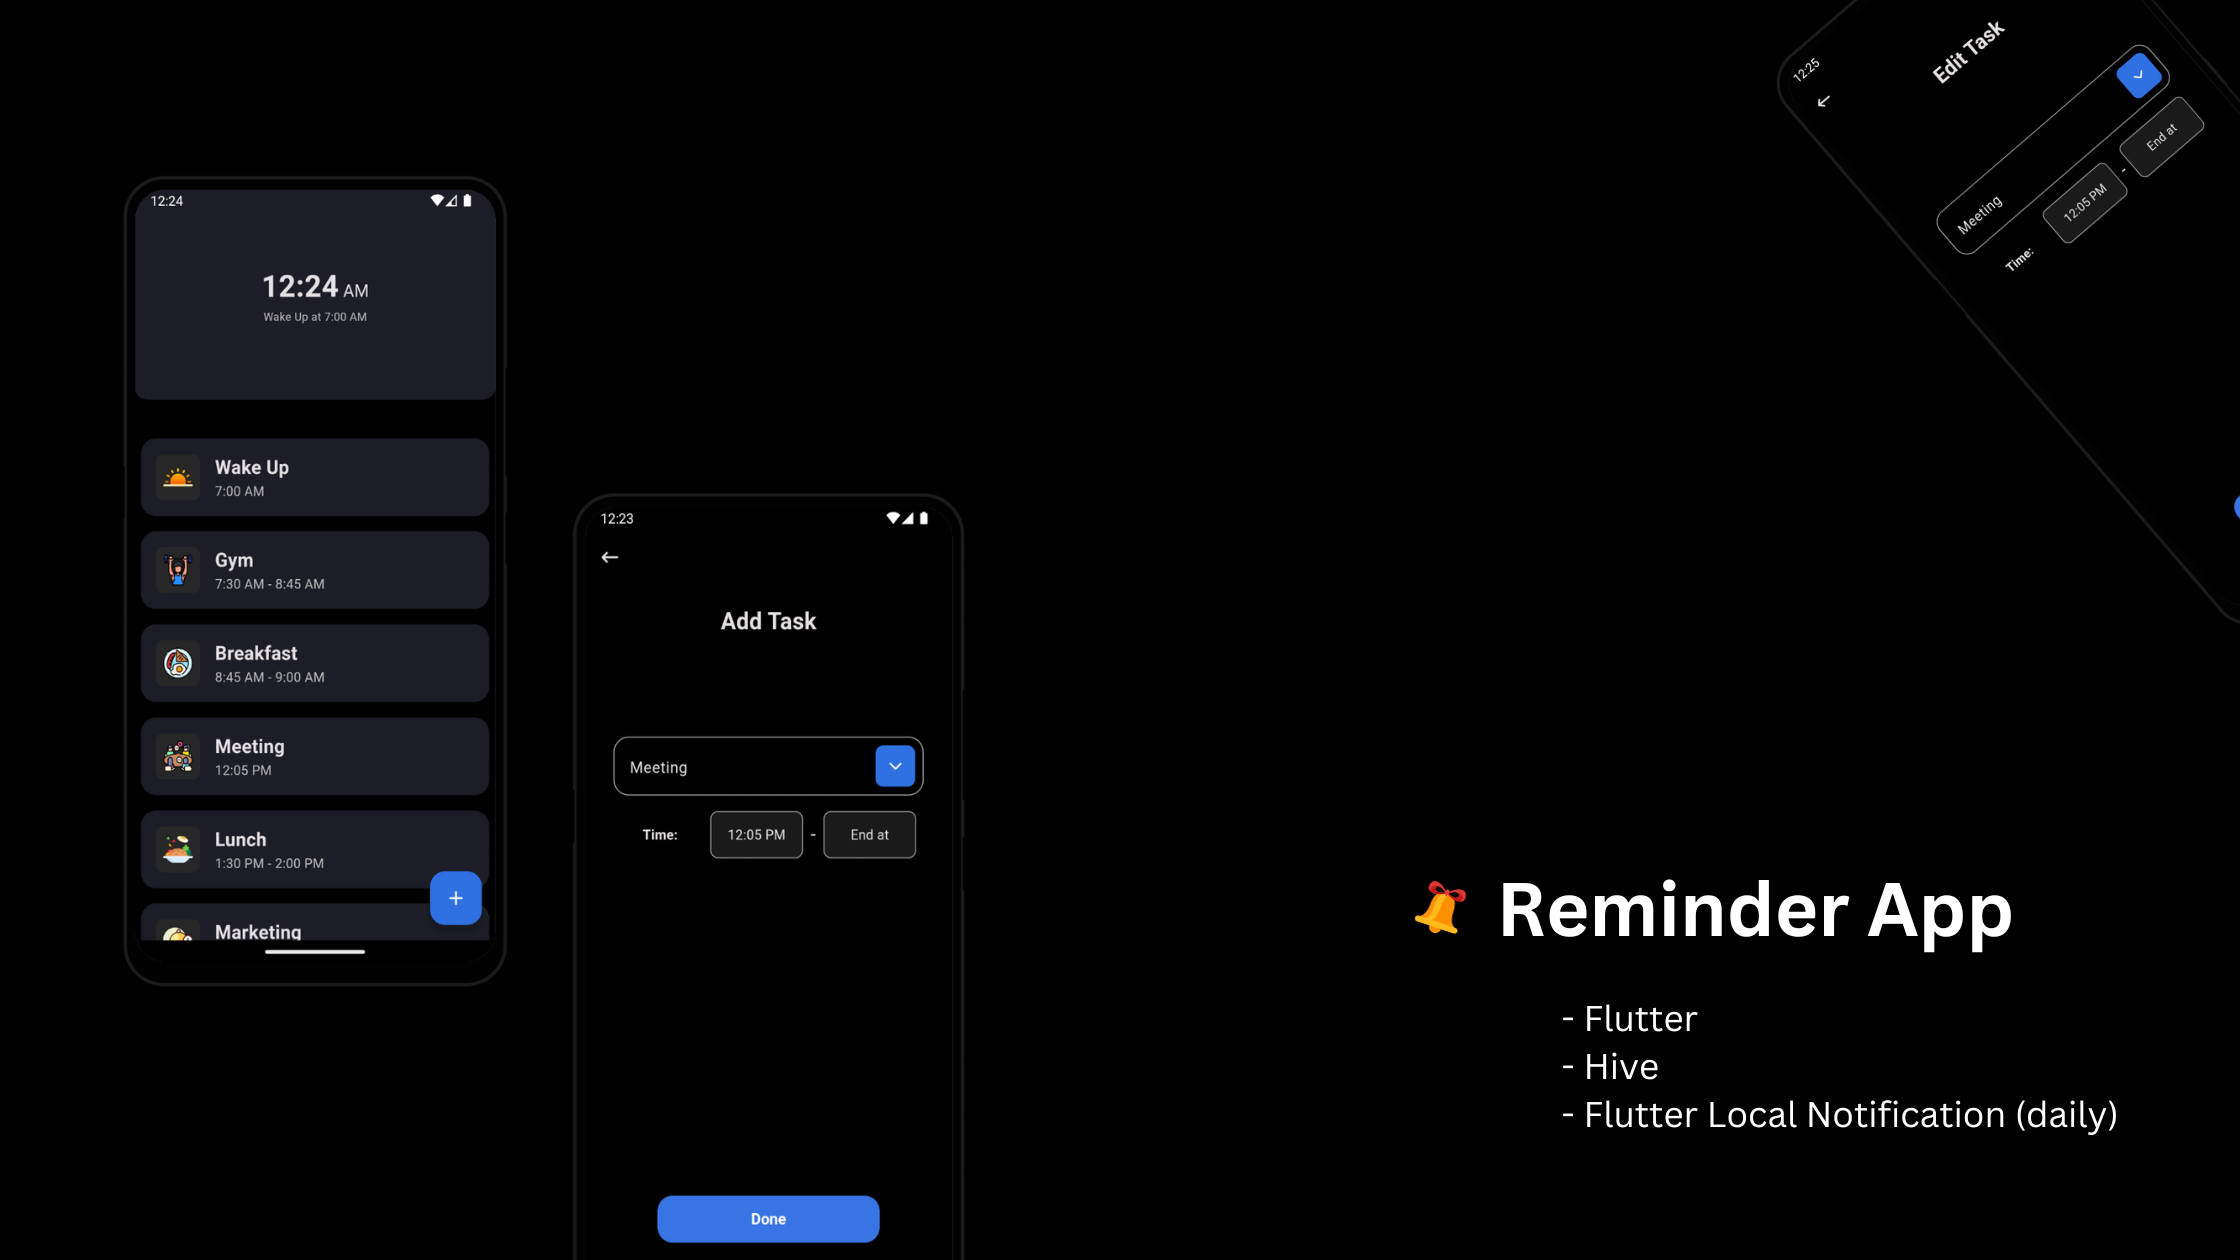 12:24
12:24 AM
Wake Up at 7:00 AM
Wake Up
7:00 AM
Gym
7:30 AM - 8:45 AM
Breakfast
8:45 AM - 9:00 AM
Meeting
12:05 PM
Lunch
1:30 PM - 2:00 PM
+
Marketing
12:23
Add Task
Meeting
Time: 12:05 PM - End at
Done
12:25
Edit Task
Meeting
Time: 12:05 PM - End at
Reminder App
- Flutter
- Hive
- Flutter Local Notification (daily)